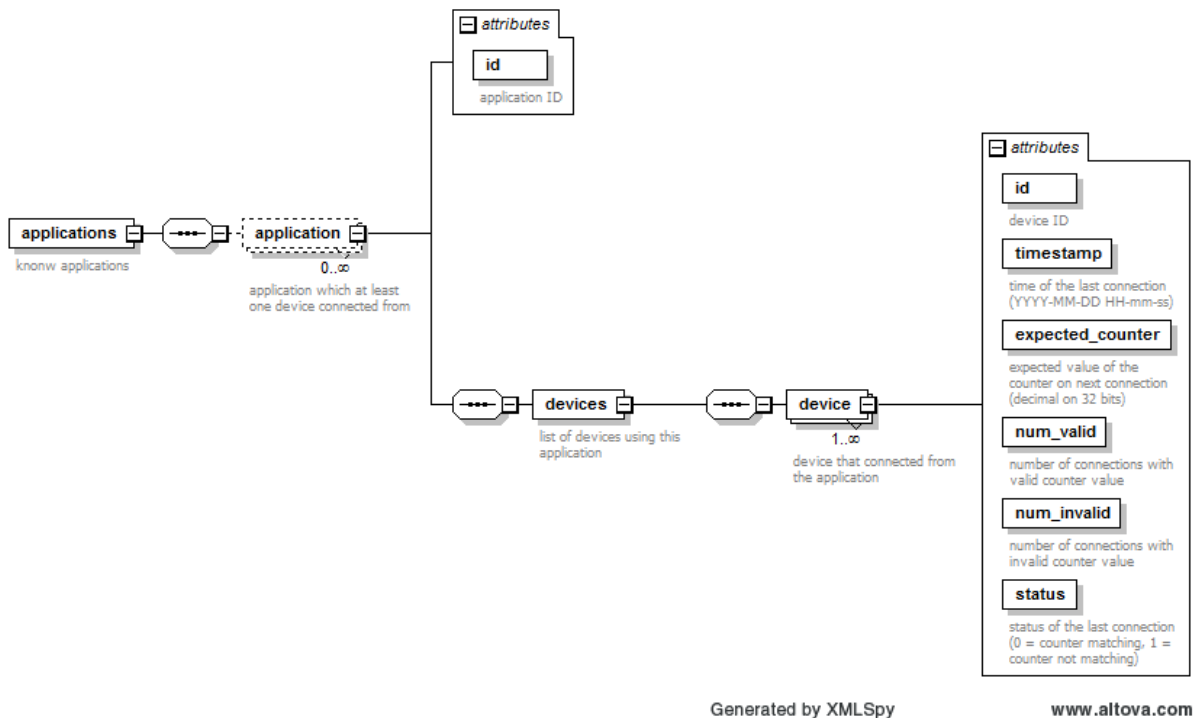 attributes
id
application ID
applications
knonw applications
application
0..∞
application which at least
one device connected from
devices
list of devices using this
application
device
1..∞
device that connected from
the application
attributes
id
device ID
timestamp
time of the last connection
(YYYY-MM-DD HH-mm-ss)
expected_counter
expected value of the
counter on next connection
(decimal on 32 bits)
num_valid
number of connections with
valid counter value
num_invalid
number of connections with
invalid counter value
status
status of the last connection
(0 = counter matching, 1 =
counter not matching)
Generated by XMLSpy
www.altova.com